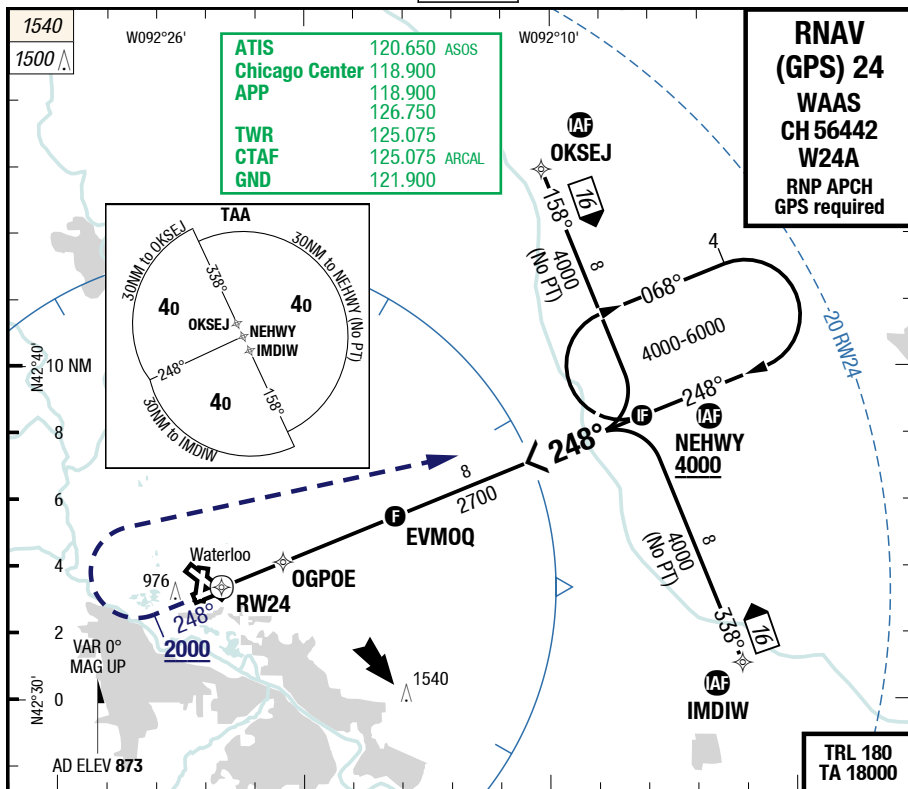 1540
1500
W092°26'
W092°10'
ATIS 120.650 ASOS
Chicago Center 118.900
APP 118.900
126.750
TWR 125.075
CTAF 125.075 ARCAL
GND 121.900
RNAV
(GPS) 24
WAAS
CH 56442
W24A
RNP APCH
GPS required
IAF
OKSEJ
16
158°
4000
(No PT)
8
4
068°
4000-6000
248°
20 RW24
TAA
30NM to OKSEJ
30NM to NEHWY (No PT)
338°
40
40
OKSEJ
NEHWY
IMDIW
248°
158°
40
30NM to IMDIW
N42°40'
10 NM
8
6
4
2
0
N42°30'
IF
IAF
NEHWY
4000
248°
8
2700
F
EVMOQ
OGPOE
Waterloo
976
RW24
248°
2000
4000
(No PT)
8
338°
16
IAF
IMDIW
VAR 0°
MAG UP
1540
AD ELEV 873
TRL 180
TA 18000